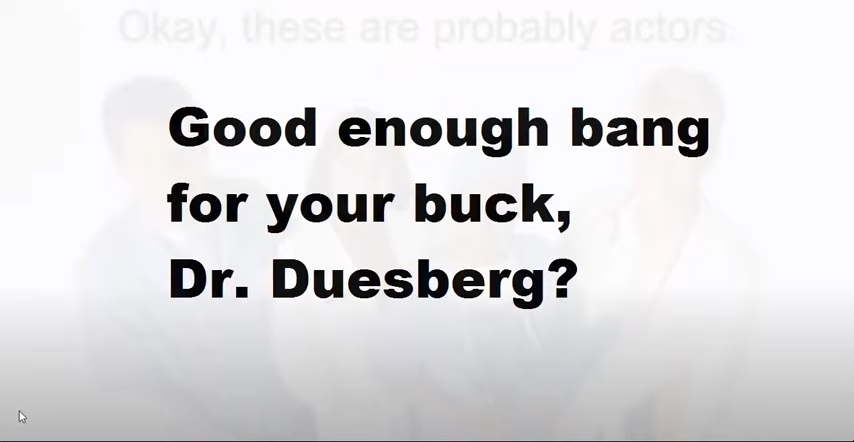 Okay, these are probably actors.
Good enough bang
for your buck,
Dr. Duesberg?